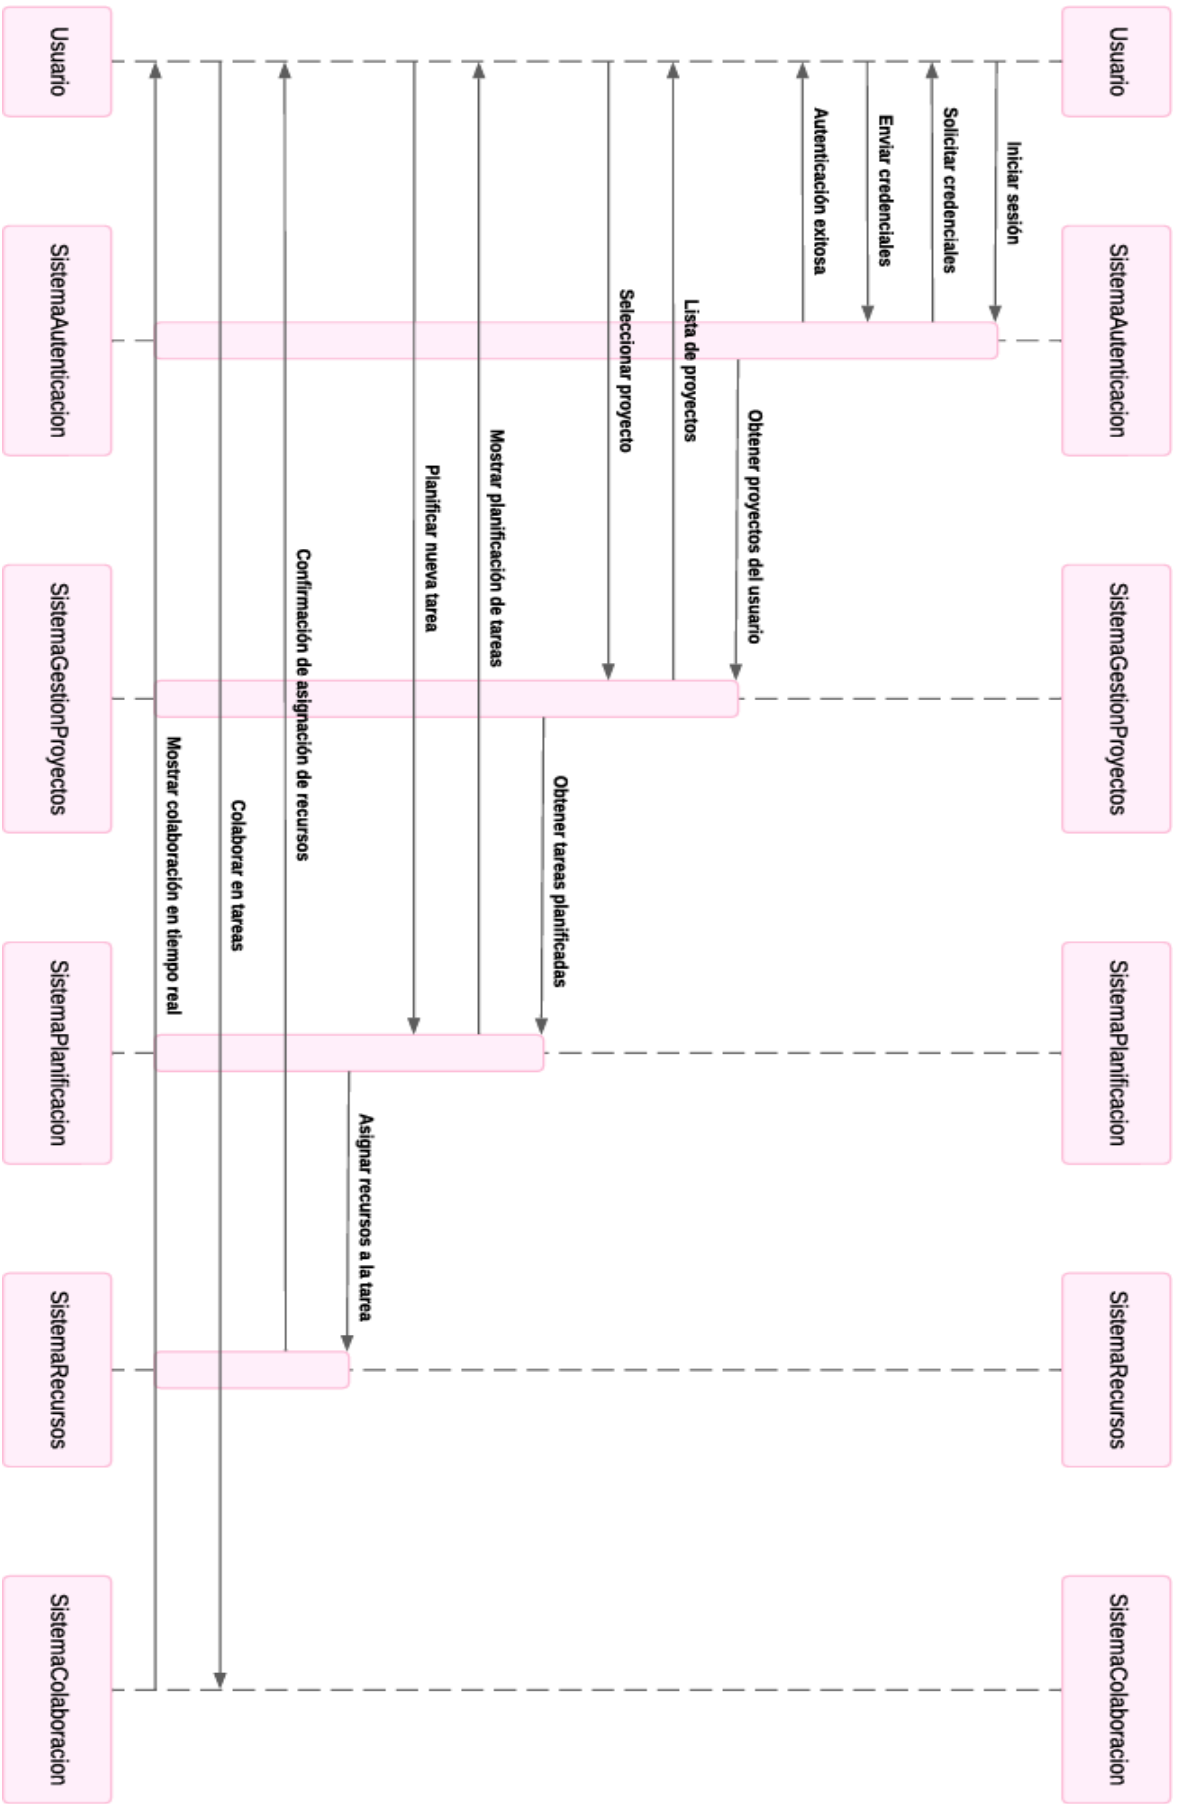 Usuario
SistemaAutenticacion
SistemaGestionProyectos
SistemaPlanificacion
SistemaRecursos
SistemaColaboracion
Iniciar sesión
Solicitar credenciales
Enviar credenciales
Autenticación exitosa
Obtener proyectos del usuario
Lista de proyectos
Seleccionar proyecto
Obtener tareas planificadas
Mostrar planificación de tareas
Planificar nueva tarea
Asignar recursos a la tarea
Confirmación de asignación de recursos
Colaborar en tareas
Mostrar colaboración en tiempo real
Usuario
SistemaAutenticacion
SistemaGestionProyectos
SistemaPlanificacion
SistemaRecursos
SistemaColaboracion